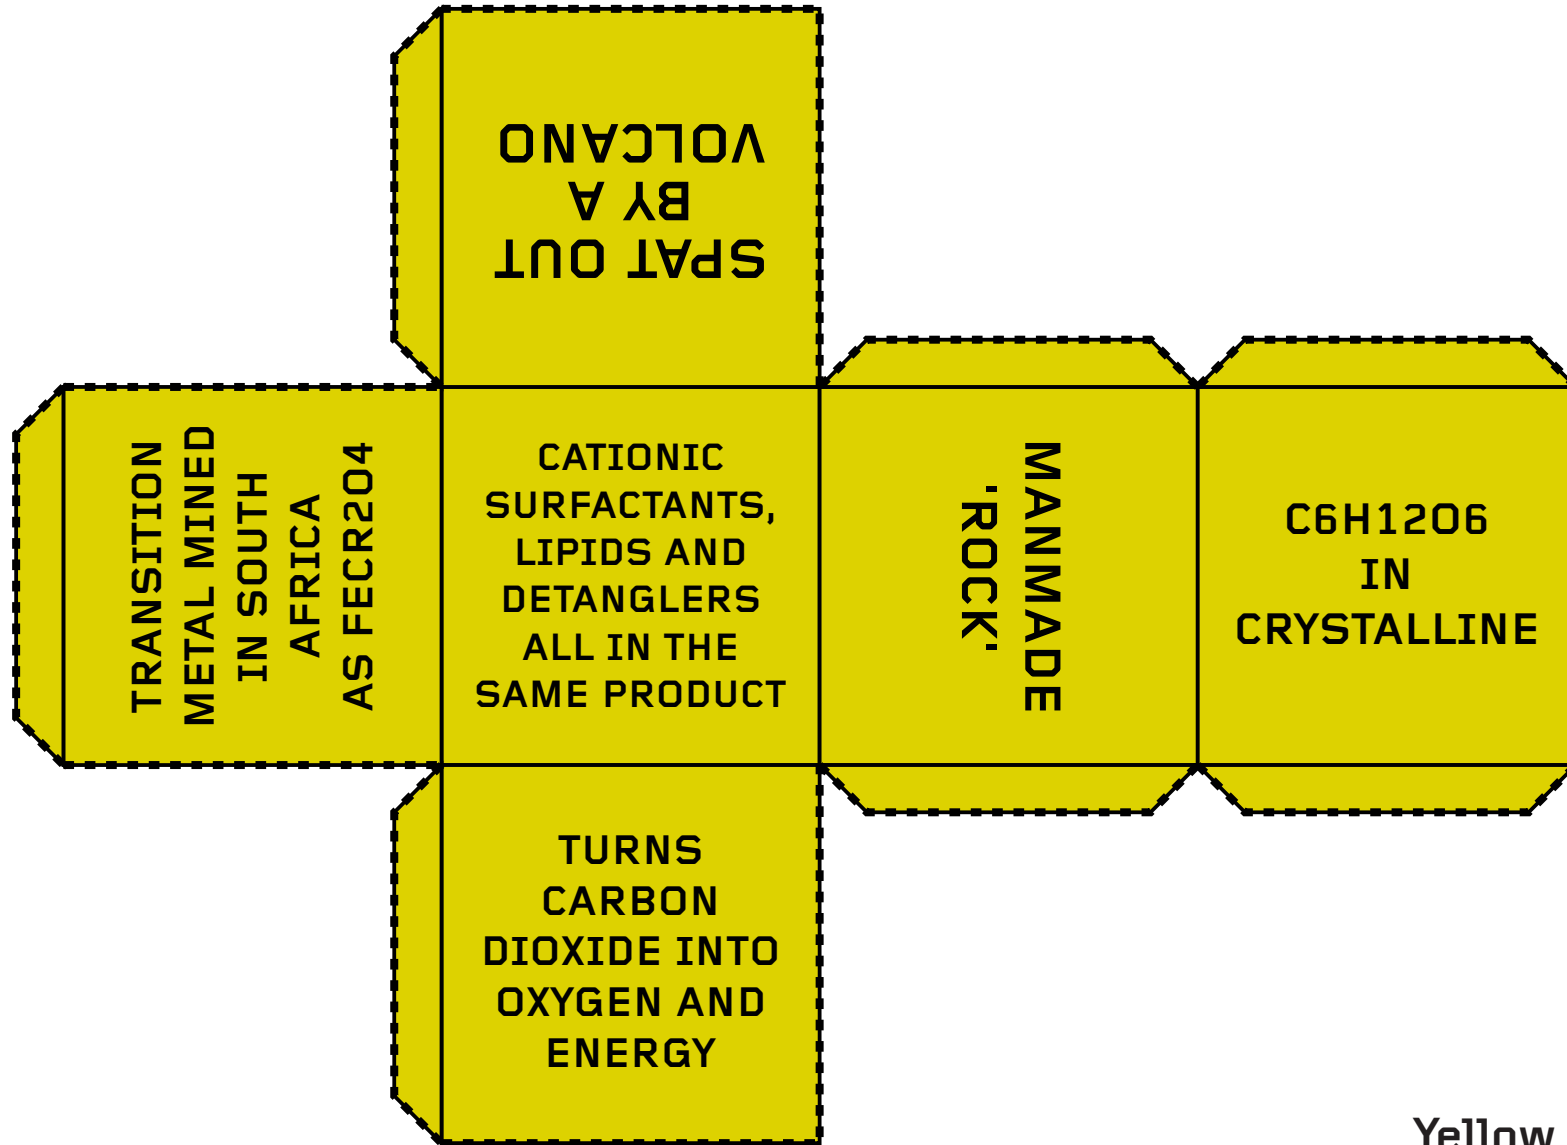 SPAT OUT
BY A
VOLCANO
TRANSITION
METAL MINED
IN SOUTH
AFRICA
AS FECR2O4
CATIONIC
SURFACTANTS,
LIPIDS AND
DETANGLERS
ALL IN THE
SAME PRODUCT
MANMADE
'ROCK'
C6H12O6
IN
CRYSTALLINE
TURNS
CARBON
DIOXIDE INTO
OXYGEN AND
ENERGY
Yellow